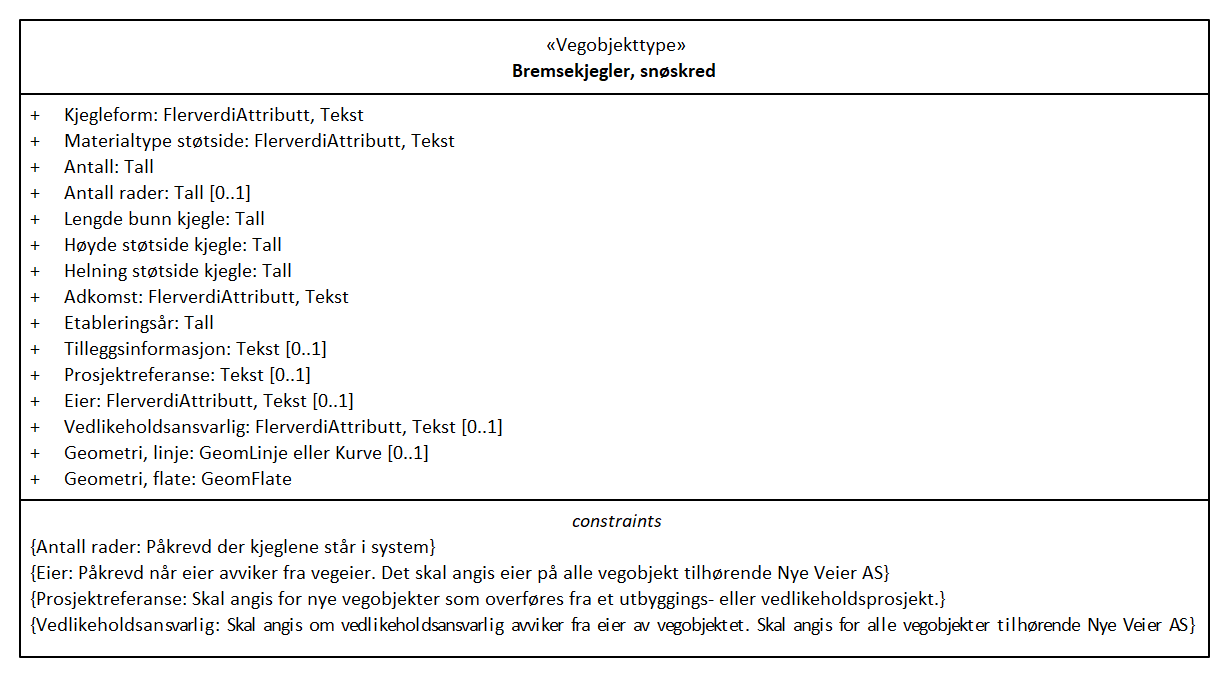 «Vegobjekttype»
Bremsekjegler, snøskred
+ Kjegleform: FlerverdiAttributt, Tekst
+ Materialtype støtside: FlerverdiAttributt, Tekst
+ Antall: Tall
+ Antall rader: Tall [0..1]
+ Lengde bunn kjegle: Tall
+ Høyde støtside kjegle: Tall
+ Helning støtside kjegle: Tall
+ Adkomst: FlerverdiAttributt, Tekst
+ Etableringsår: Tall
+ Tilleggsinformasjon: Tekst [0..1]
+ Prosjektreferanse: Tekst [0..1]
+ Eier: FlerverdiAttributt, Tekst [0..1]
+ Vedlikeholdsansvarlig: FlerverdiAttributt, Tekst [0..1]
+ Geometri, linje: GeomLinje eller Kurve [0..1]
+ Geometri, flate: GeomFlate
constraints
{Antall rader: Påkrevd der kjeglene står i system}
{Eier: Påkrevd når eier avviker fra vegeier. Det skal angis eier på alle vegobjekt tilhørende Nye Veier AS}
{Prosjektreferanse: Skal angis for nye vegobjekter som overføres fra et utbyggings- eller vedlikeholdsprosjekt.}
{Vedlikeholdsansvarlig: Skal angis om vedlikeholdsansvarlig avviker fra eier av vegobjektet. Skal angis for alle vegobjekter tilhørende Nye Veier AS}